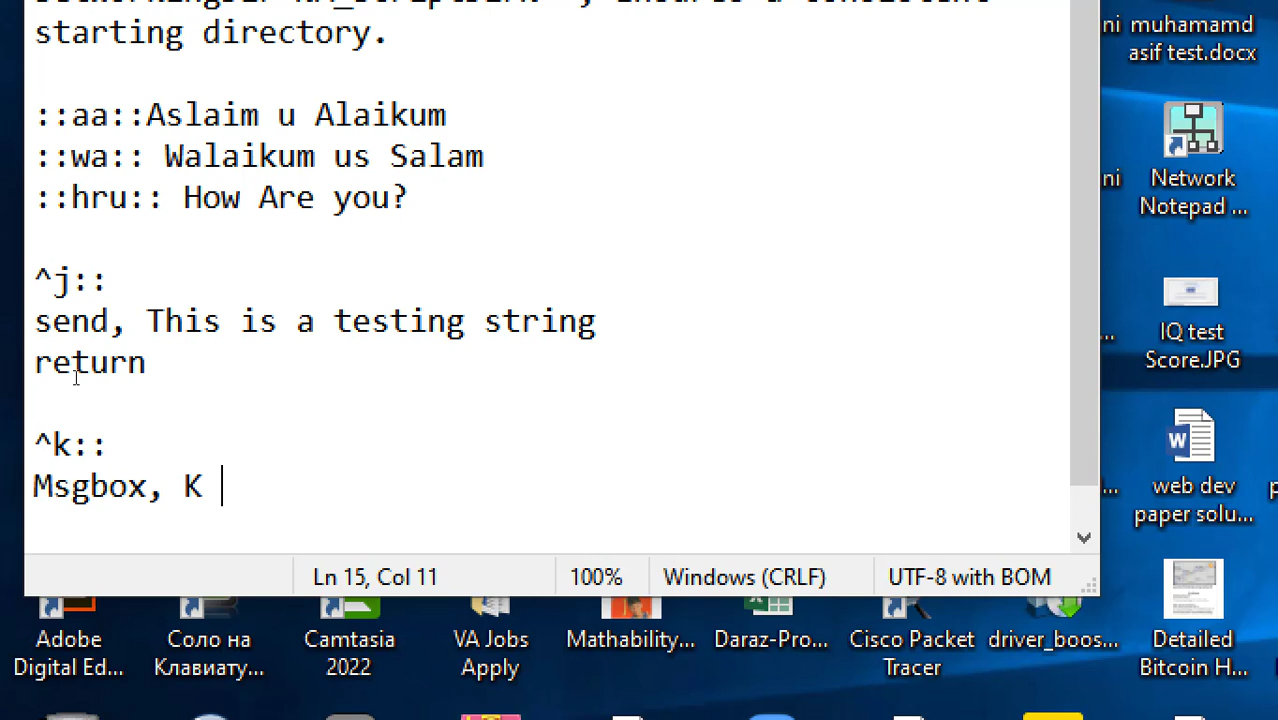 starting directory.
::aa::Aslaim u Alaikum
::wa:: Walaikum us Salam
::hru:: How Are you?
^j::
send, This is a testing string
return
^k::
Msgbox, K
Ln 15, Col 11
100%
Windows (CRLF)
UTF-8 with BOM
ni
muhamamd
asif test.docx
ni
Network
Notepad ...
...
IQ test
Score.JPG
...
web dev
paper solu...
Adobe
Digital Ed...
Соло на
Клавиату...
Camtasia
2022
VA Jobs
Apply
Mathability...
Daraz-Pro...
Cisco Packet
Tracer
driver_boos...
Detailed
Bitcoin H...